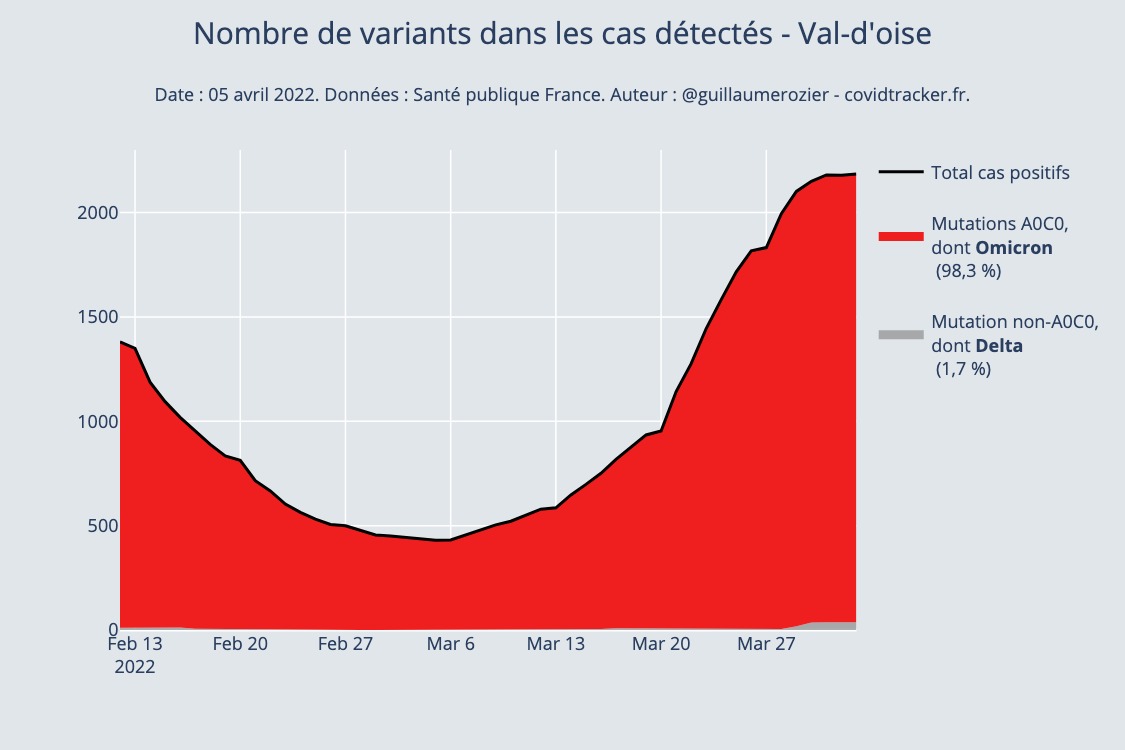 Nombre de variants dans les cas détectés - Val-d'oise
Date : 05 avril 2022. Données : Santé publique France. Auteur : @guillaumerozier - covidtracker.fr.
Total cas positifs
Mutations A0C0,
dont Omicron
(98,3 %)
Mutation non-A0C0,
dont Delta
(1,7 %)
2000
1500
1000
500
0
Feb 13 Feb 20 Feb 27 Mar 6 Mar 13 Mar 20 Mar 27
2022